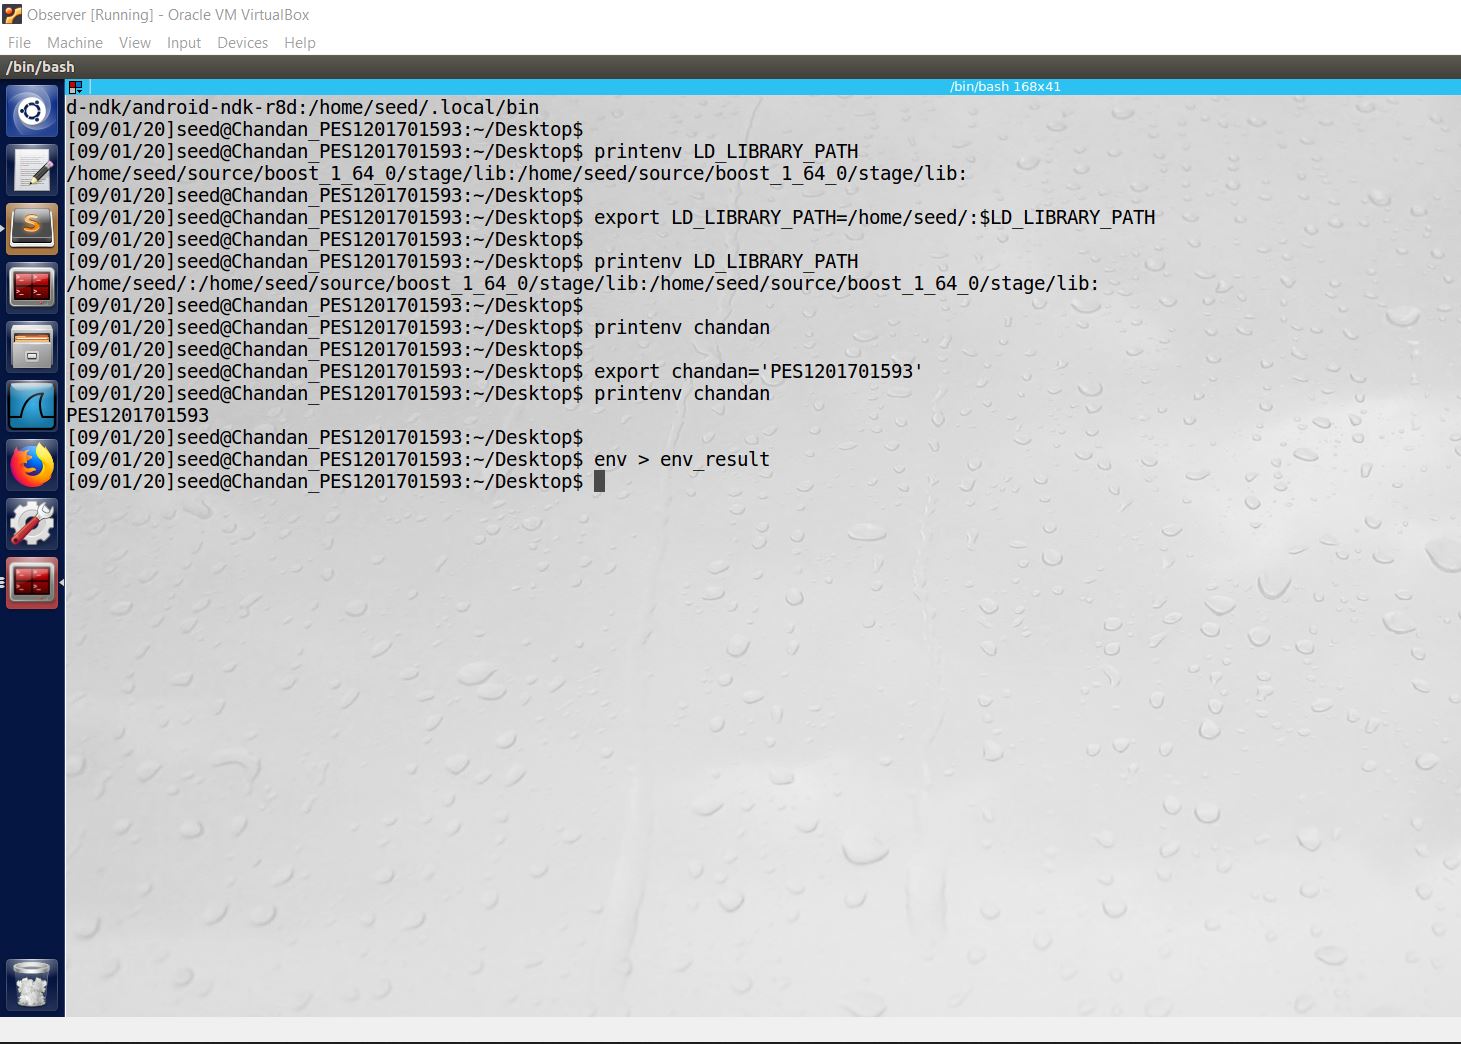 Observer [Running] - Oracle VM VirtualBox
File Machine View Input Devices Help
/bin/bash
/bin/bash 168x41
d-ndk/android-ndk-r8d:/home/seed/.local/bin
[09/01/20]seed@Chandan_PES1201701593:~/Desktop$
[09/01/20]seed@Chandan_PES1201701593:~/Desktop$ printenv LD_LIBRARY_PATH
/home/seed/source/boost_1_64_0/stage/lib:/home/seed/source/boost_1_64_0/stage/lib:
[09/01/20]seed@Chandan_PES1201701593:~/Desktop$
[09/01/20]seed@Chandan_PES1201701593:~/Desktop$ export LD_LIBRARY_PATH=/home/seed/:$LD_LIBRARY_PATH
[09/01/20]seed@Chandan_PES1201701593:~/Desktop$
[09/01/20]seed@Chandan_PES1201701593:~/Desktop$ printenv LD_LIBRARY_PATH
/home/seed/:/home/seed/source/boost_1_64_0/stage/lib:/home/seed/source/boost_1_64_0/stage/lib:
[09/01/20]seed@Chandan_PES1201701593:~/Desktop$
[09/01/20]seed@Chandan_PES1201701593:~/Desktop$ printenv chandan
[09/01/20]seed@Chandan_PES1201701593:~/Desktop$
[09/01/20]seed@Chandan_PES1201701593:~/Desktop$ export chandan='PES1201701593'
[09/01/20]seed@Chandan_PES1201701593:~/Desktop$ printenv chandan
PES1201701593
[09/01/20]seed@Chandan_PES1201701593:~/Desktop$
[09/01/20]seed@Chandan_PES1201701593:~/Desktop$ env > env_result
[09/01/20]seed@Chandan_PES1201701593:~/Desktop$